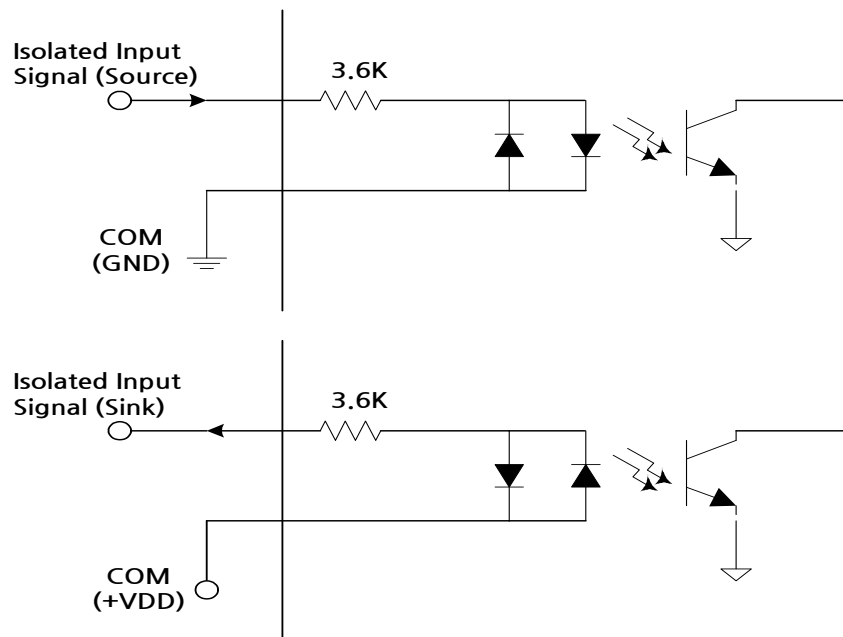 Isolated Input
Signal (Source)
3.6K
COM
(GND)
Isolated Input
Signal (Sink)
3.6K
COM
(+VDD)